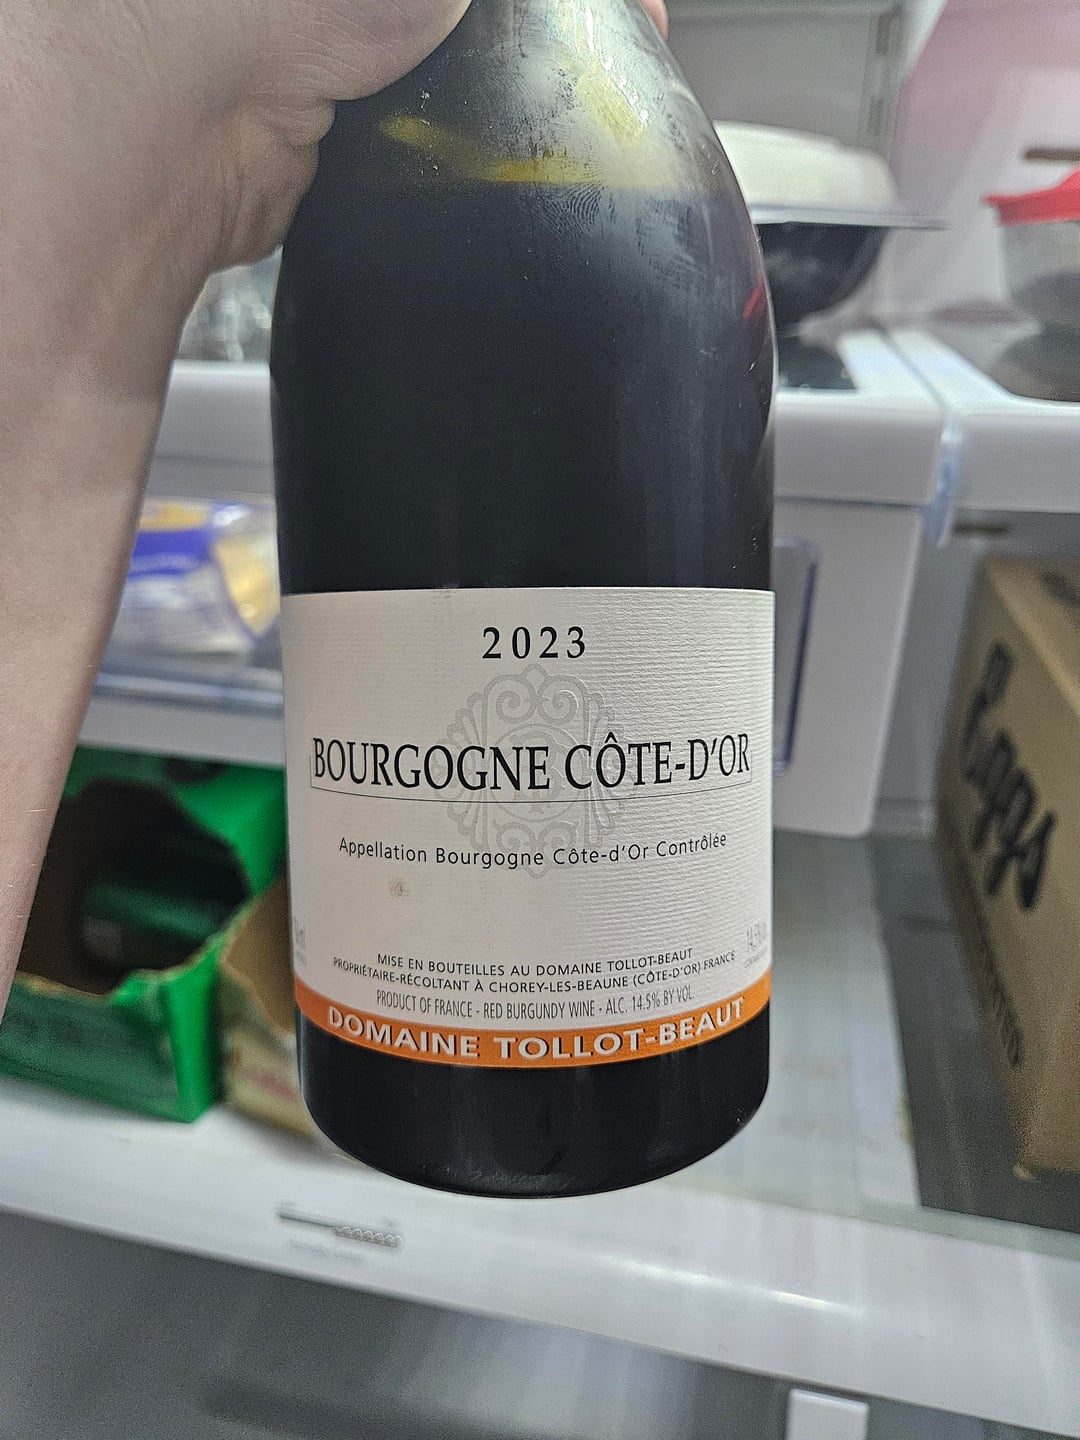 2023
BOURGOGNE CÔTE-D'OR
Appellation Bourgogne Côte-d'Or Contrôlée
MISE EN BOUTEILLES AU DOMAINE TOLLOT-BEAUT
PROPRIÉTAIRE-RÉCOLTANT À CHOREY-LES-BEAUNE (CÔTE-D'OR) FRANCE
PRODUCT OF FRANCE - RED BURGUNDY WINE - ALC. 14.5% BY VOL.
DOMAINE TOLLOT-BEAUT